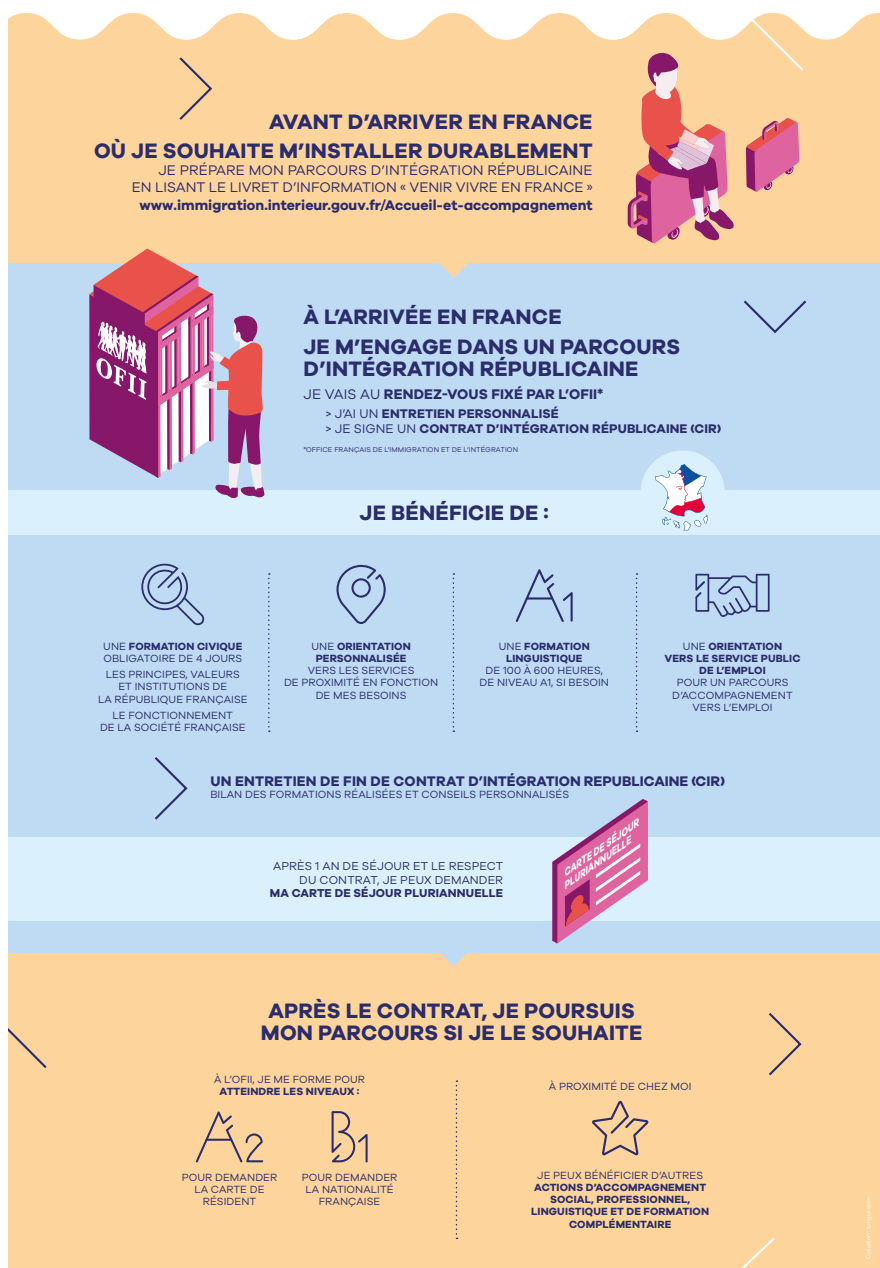 AVANT D'ARRIVER EN FRANCE
OÙ JE SOUHAITE M'INSTALLER DURABLEMENT
JE PRÉPARE MON PARCOURS D'INTÉGRATION RÉPUBLICAINE
EN LISANT LE LIVRET D'INFORMATION « VENIR VIVRE EN FRANCE »
www.immigration.interieur.gouv.fr/Accueil-et-accompagnement
OFII
À L'ARRIVÉE EN FRANCE
JE M'ENGAGE DANS UN PARCOURS
D'INTÉGRATION RÉPUBLICAINE
JE VAIS AU RENDEZ-VOUS FIXÉ PAR L'OFII*
> J'AI UN ENTRETIEN PERSONNALISÉ
> JE SIGNE UN CONTRAT D'INTÉGRATION RÉPUBLICAINE (CIR)
*OFFICE FRANÇAIS DE L'IMMIGRATION ET DE L'INTÉGRATION
JE BÉNÉFICIE DE :
UNE FORMATION CIVIQUE
OBLIGATOIRE DE 4 JOURS
LES PRINCIPES, VALEURS
ET INSTITUTIONS DE
LA RÉPUBLIQUE FRANÇAISE
LE FONCTIONNEMENT
DE LA SOCIÉTÉ FRANÇAISE
UNE ORIENTATION
PERSONNALISÉE
VERS LES SERVICES
DE PROXIMITÉ EN FONCTION
DE MES BESOINS
A1
UNE FORMATION
LINGUISTIQUE
DE 100 À 600 HEURES,
DE NIVEAU A1, SI BESOIN
UNE ORIENTATION
VERS LE SERVICE PUBLIC
DE L'EMPLOI
POUR UN PARCOURS
D'ACCOMPAGNEMENT
VERS L'EMPLOI
UN ENTRETIEN DE FIN DE CONTRAT D'INTÉGRATION REPUBLICAINE (CIR)
BILAN DES FORMATIONS RÉALISÉES ET CONSEILS PERSONNALISÉS
APRÈS 1 AN DE SÉJOUR ET LE RESPECT
DU CONTRAT, JE PEUX DEMANDER
MA CARTE DE SÉJOUR PLURIANNUELLE
CARTE DE SÉJOUR
PLURIANNUELLE
APRÈS LE CONTRAT, JE POURSUIS
MON PARCOURS SI JE LE SOUHAITE
À L'OFII, JE ME FORME POUR
ATTEINDRE LES NIVEAUX :
A2
POUR DEMANDER
LA CARTE DE
RÉSIDENT
B1
POUR DEMANDER
LA NATIONALITÉ
FRANÇAISE
À PROXIMITÉ DE CHEZ MOI
JE PEUX BÉNÉFICIER D'AUTRES
ACTIONS D'ACCOMPAGNEMENT
SOCIAL, PROFESSIONNEL,
LINGUISTIQUE ET DE FORMATION
COMPLÉMENTAIRE